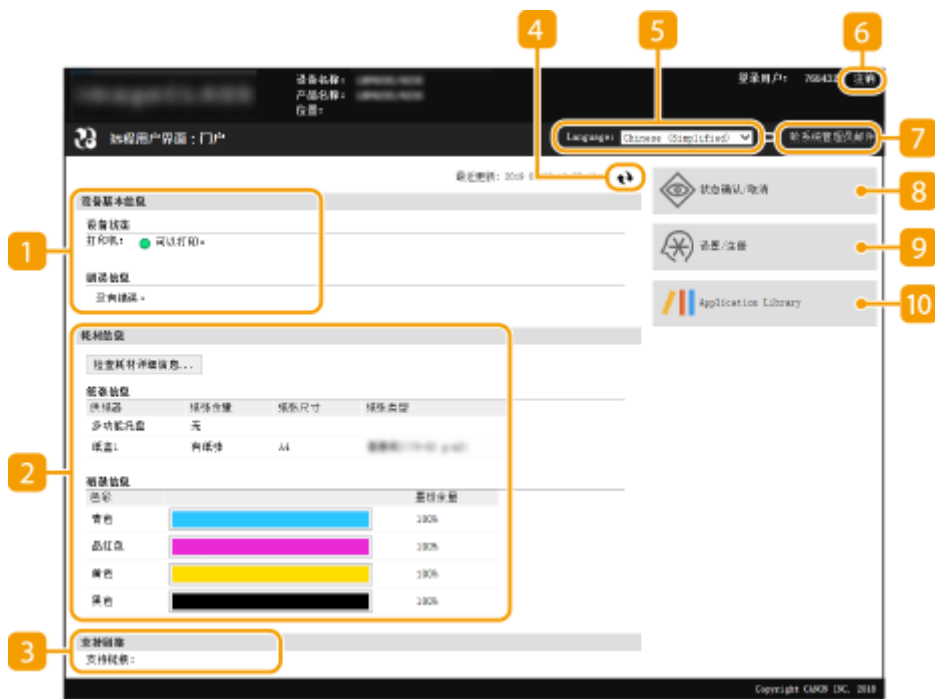 4
5
6
设备名称:
产品名称:
位置:
登录用户:
注销
远程用户界面:门户
Language: Chinese (Simplified)
致系统管理员邮件
7
最近更新: 2019
设备基本信息
设备状态
打印机: 可以打印。
错误信息
没有错误。
1
状态确认/取消
8
设置/注册
9
Application Library
10
耗材信息
检查耗材详细信息...
纸张信息
供纸器 纸张余量 纸张尺寸 纸张类型
多功能托盘 无
纸盒1 有纸张 A4
2
墨粉余量
色彩
青色 100%
品红色 100%
黄色 100%
黑色 100%
支持链接
支持链接:
3
Copyright CANON INC. 2018